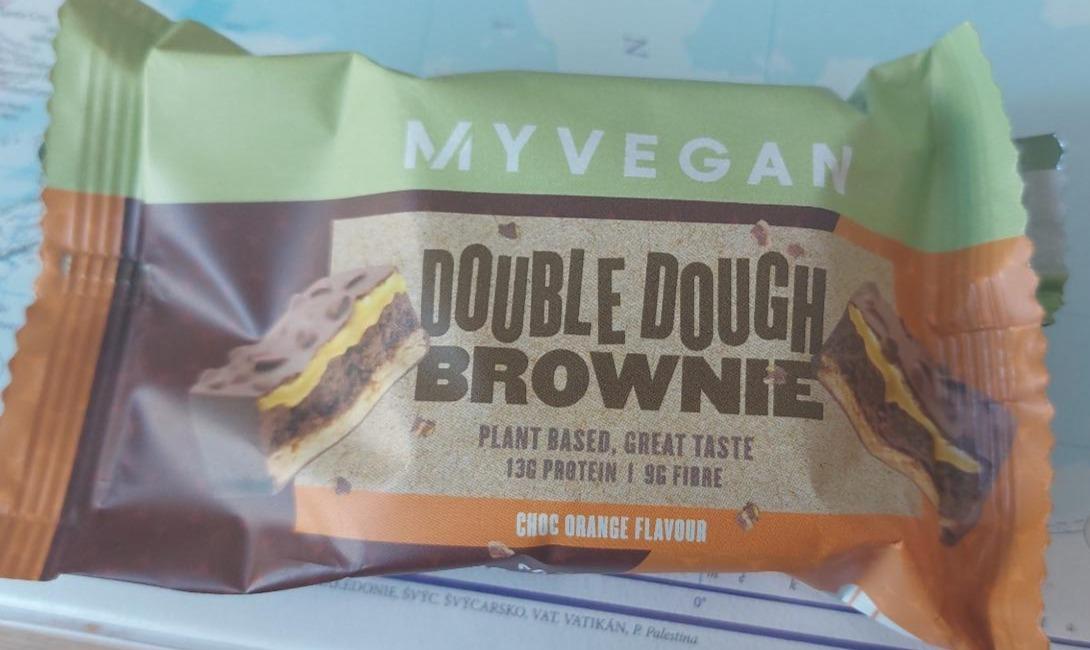 MYVEGAN
DOUBLE DOUGH
BROWNIE
PLANT BASED, GREAT TASTE
13G PROTEIN | 9G FIBRE
CHOC ORANGE FLAVOUR
0°
ŠVÝC. ŠVÝCARSKO, VAT. VATIKÁN, P. Palestina